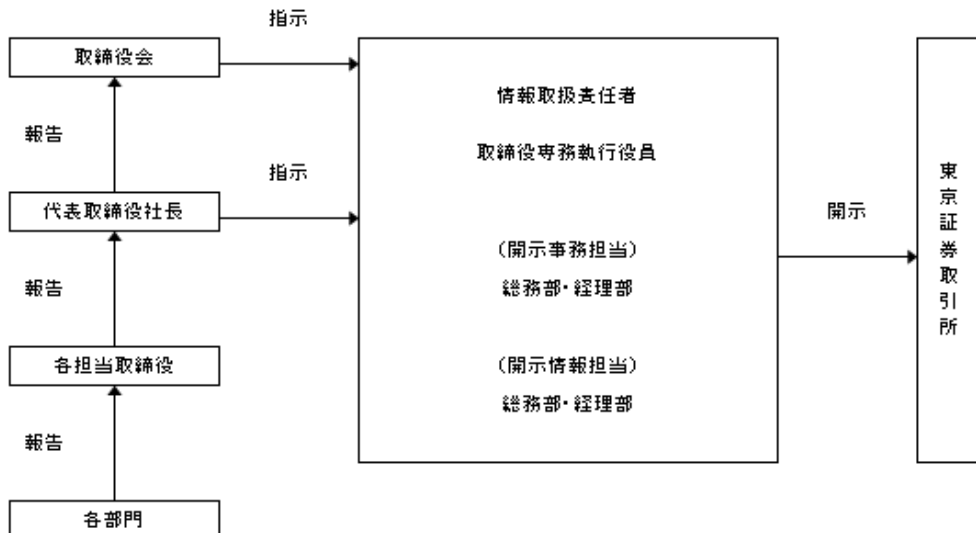 指示
取締役会
情報取扱責任者
報告
取締役専務執行役員
指示
代表取締役社長
開示
東京証券取引所
（開示事務担当）
報告
総務部・経理部
各担当取締役
（開示情報担当）
総務部・経理部
報告
各部門